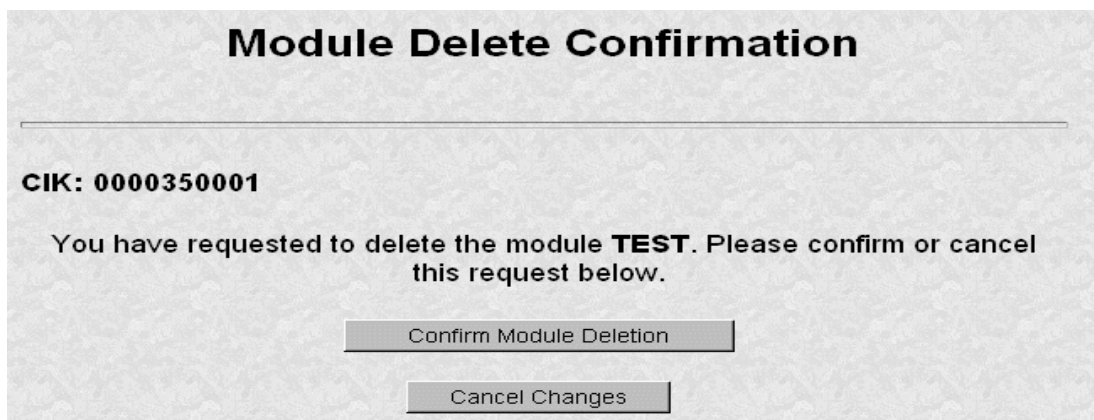 Module Delete Confirmation
CIK: 0000350001
You have requested to delete the module TEST. Please confirm or cancel
this request below.
Confirm Module Deletion
Cancel Changes